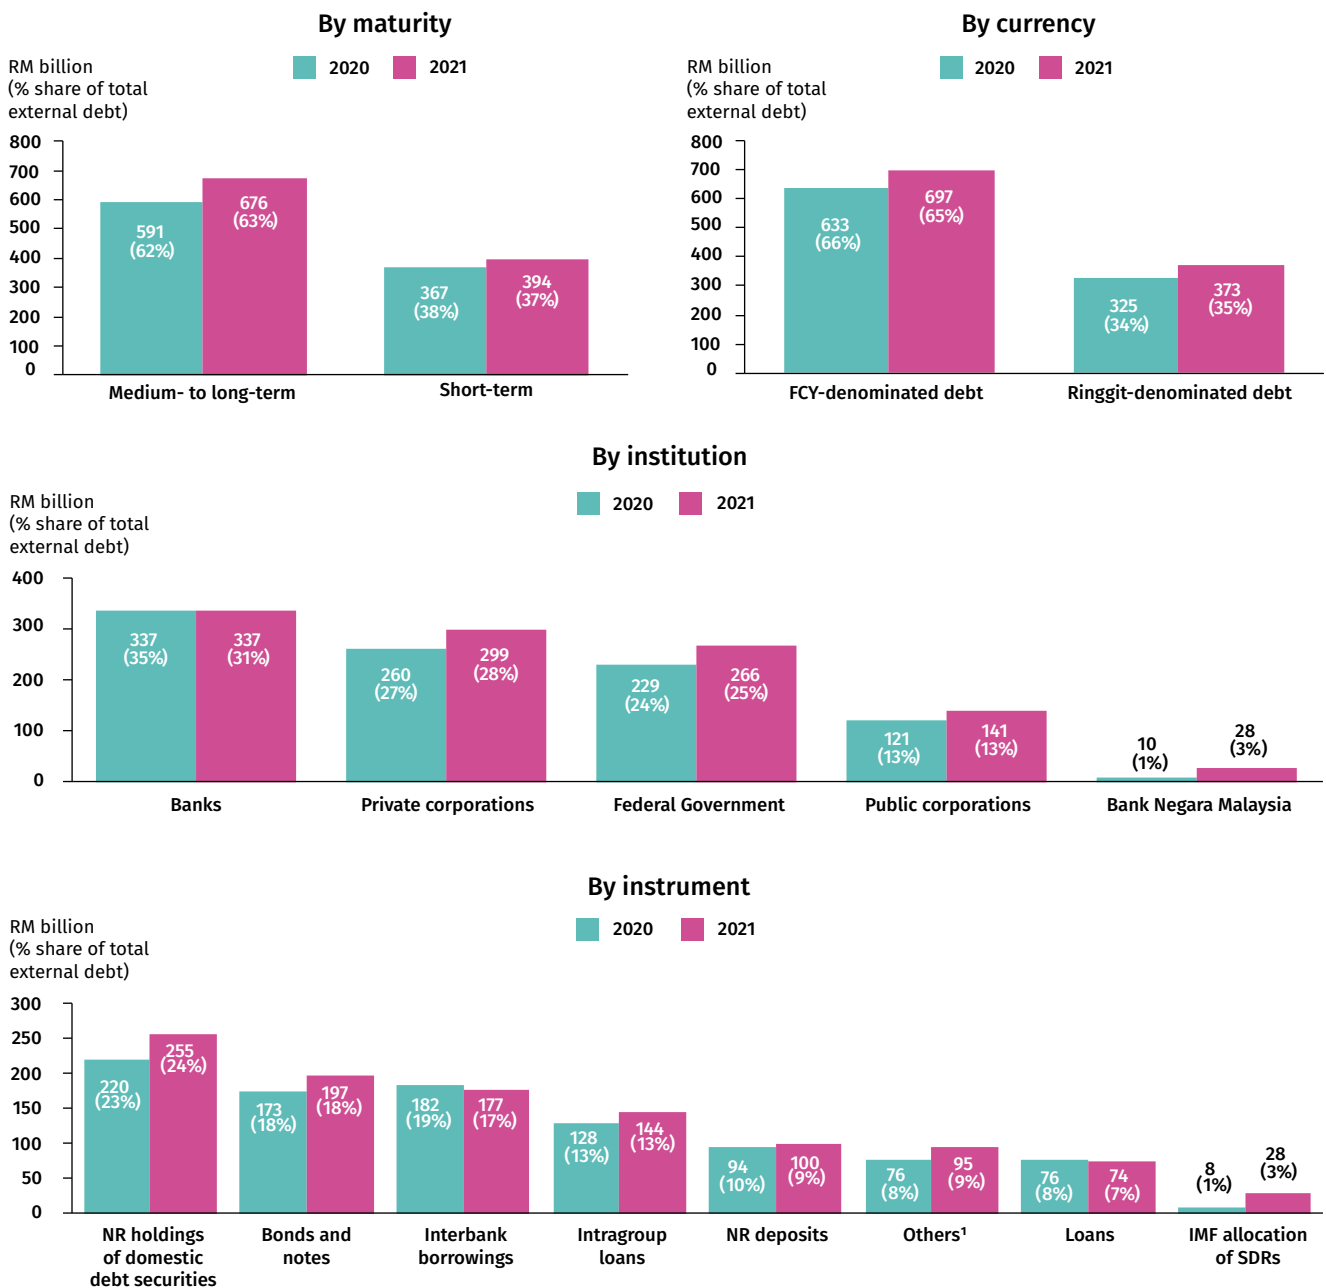 By maturity
RM billion
(% share of total
external debt)
2020
2021
800
700
600
500
400
300
200
100
0
591
(62%)
676
(63%)
367
(38%)
394
(37%)
Medium- to long-term
Short-term
By currency
RM billion
(% share of total
external debt)
2020
2021
800
700
600
500
400
300
200
100
0
633
(66%)
697
(65%)
325
(34%)
373
(35%)
FCY-denominated debt
Ringgit-denominated debt
By institution
RM billion
(% share of total
external debt)
2020
2021
400
300
200
100
0
337
(35%)
337
(31%)
260
(27%)
299
(28%)
229
(24%)
266
(25%)
121
(13%)
141
(13%)
10
(1%)
28
(3%)
Banks
Private corporations
Federal Government
Public corporations
Bank Negara Malaysia
By instrument
RM billion
(% share of total
external debt)
2020
2021
300
250
200
150
100
50
0
220
(23%)
255
(24%)
173
(18%)
197
(18%)
182
(19%)
177
(17%)
128
(13%)
144
(13%)
94
(10%)
100
(9%)
76
(8%)
95
(9%)
76
(8%)
74
(7%)
8
(1%)
28
(3%)
NR holdings
of domestic
debt securities
Bonds and
notes
Interbank
borrowings
Intragroup
loans
NR deposits
Others¹
Loans
IMF allocation
of SDRs